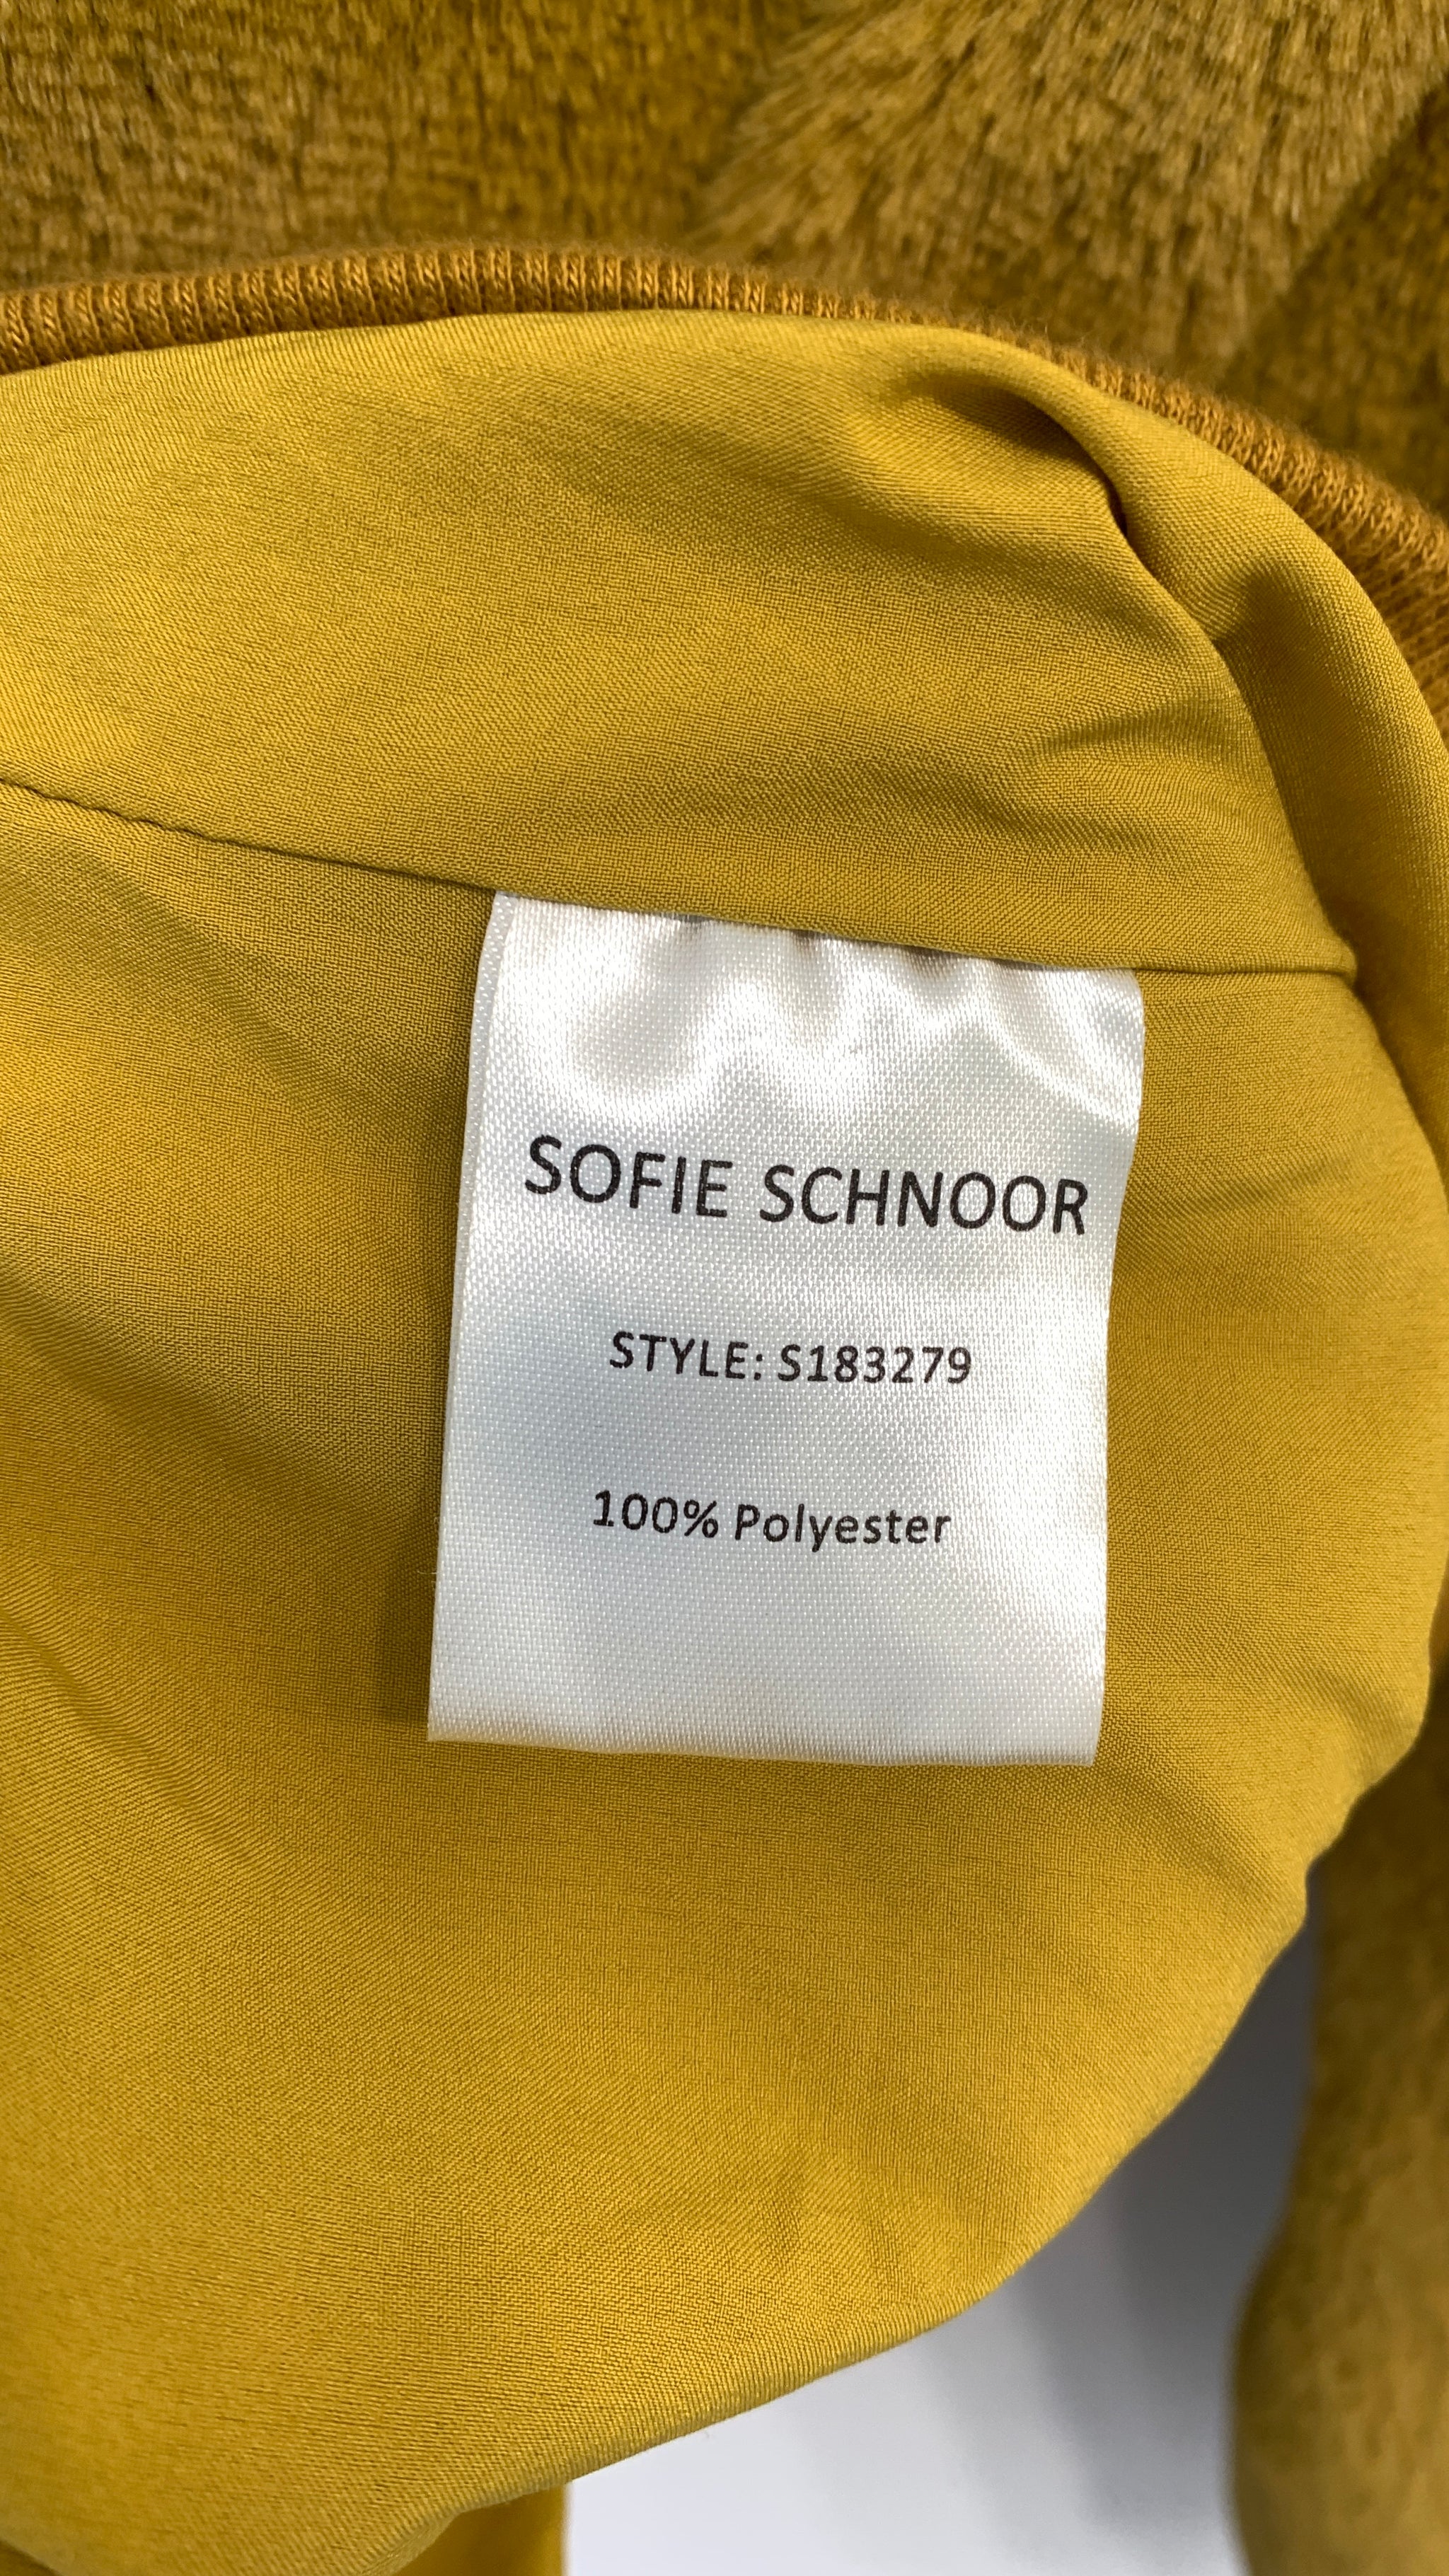 SOFIE SCHNOOR
STYLE: S183279
100% Polyester